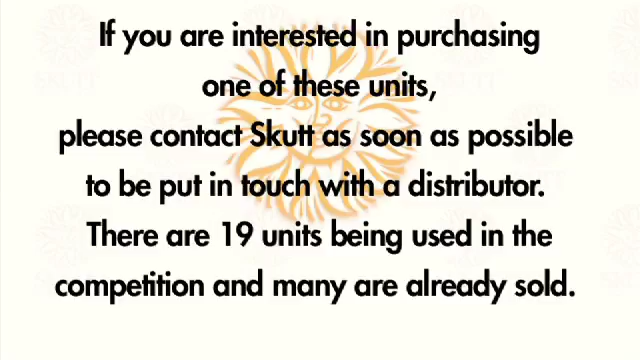 If you are interested in purchasing
one of these units,
please contact Skutt as soon as possible
to be put in touch with a distributor.
There are 19 units being used in the
competition and many are already sold.